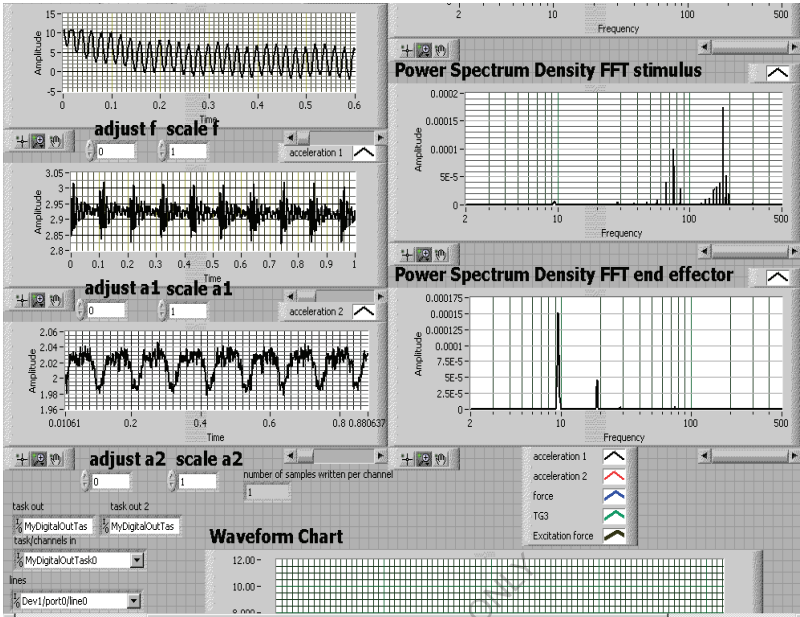 15
10
5
0
-5
Amplitude
0 0.1 0.2 0.3 0.4 0.5 0.6
Time
adjust f scale f
0 1
acceleration 1
3.05
3
2.95
2.9
2.85
2.8
Amplitude
0 0.1 0.2 0.3 0.4 0.5 0.6 0.7 0.8 0.9 1
Time
adjust a1 scale a1
0 1
acceleration 2
2.06
2.04
2.02
2
1.98
1.96
Amplitude
0.01061 0.2 0.4 0.6 0.8 0.880637
Time
adjust a2 scale a2
0 1
number of samples written per channel
1
task out task out 2
MyDigitalOutTas MyDigitalOutTas
task/channels in
MyDigitalOutTask0
lines
Dev1/port0/line0
2 10 100 500
Frequency
Power Spectrum Density FFT stimulus
0.0002
0.00015
0.0001
5E-5
0
Amplitude
2 10 100 500
Frequency
Power Spectrum Density FFT end effector
0.000175
0.00015
0.000125
0.0001
7.5E-5
5E-5
2.5E-5
0
Amplitude
2 10 100 500
Frequency
acceleration 1
acceleration 2
force
TG3
Excitation force
Waveform Chart
12.00
10.00
8.000
ONLY